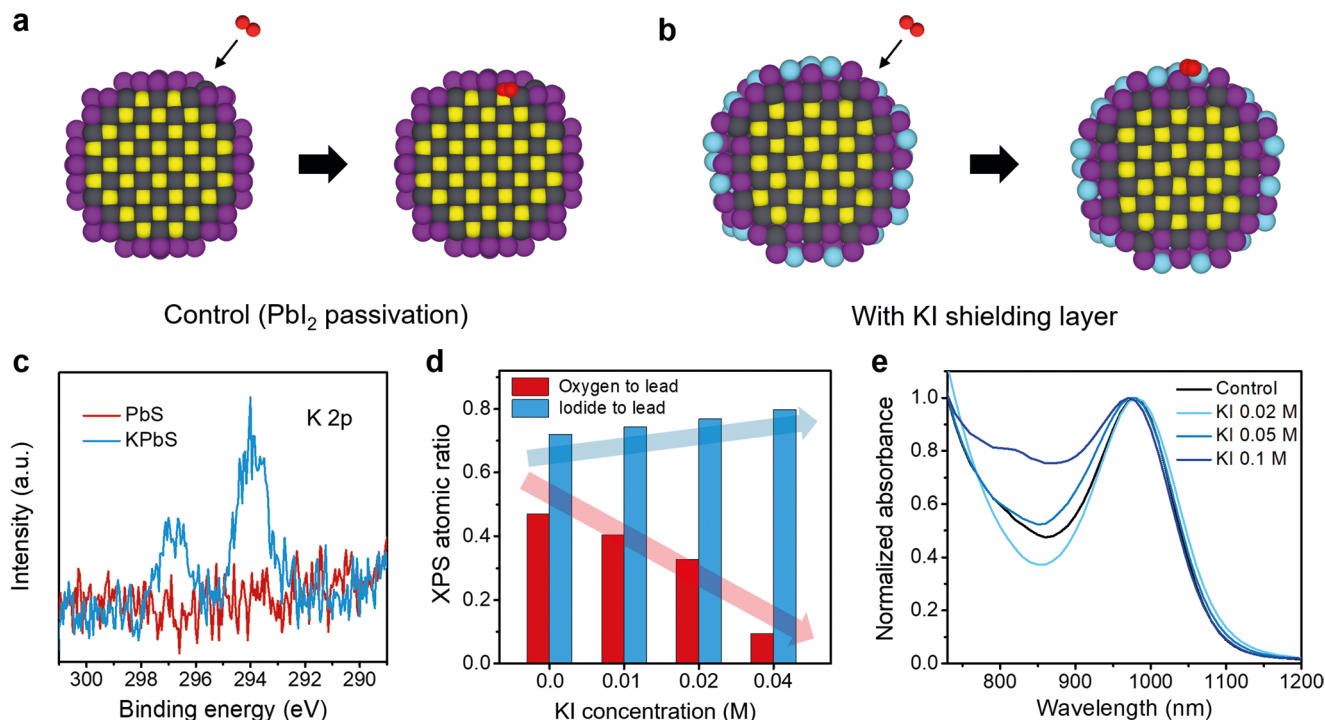 a
b
Control (PbI₂ passivation)
With KI shielding layer
c
PbS
KPbS
K 2p
Intensity (a.u.)
300 298 296 294 292 290
Binding energy (eV)
d
Oxygen to lead
Iodide to lead
XPS atomic ratio
0.8
0.6
0.4
0.2
0.0
0.0 0.01 0.02 0.04
KI concentration (M)
e
Control
KI 0.02 M
KI 0.05 M
KI 0.1 M
Normalized absorbance
1.0
0.8
0.6
0.4
0.2
0.0
800 900 1000 1100 1200
Wavelength (nm)